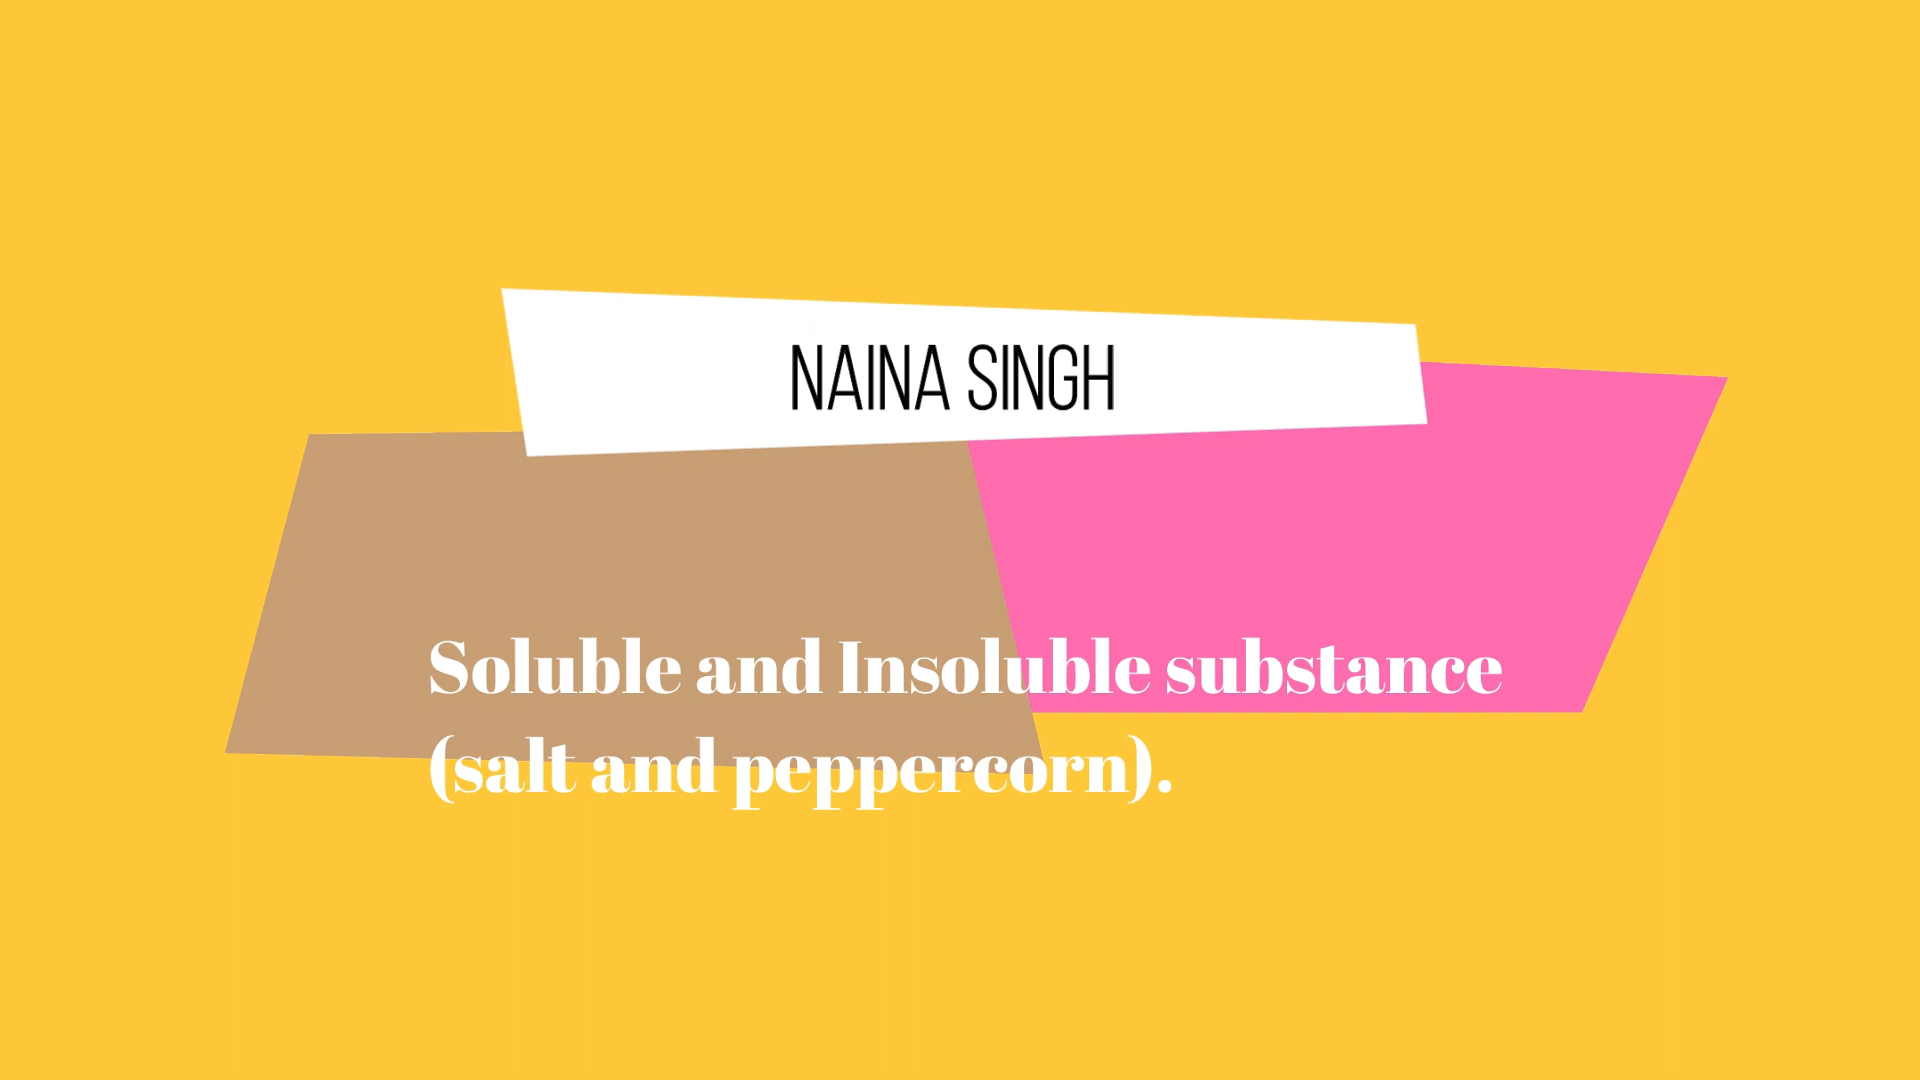 NAINA SINGH
Soluble and Insoluble substance
(salt and peppercorn).